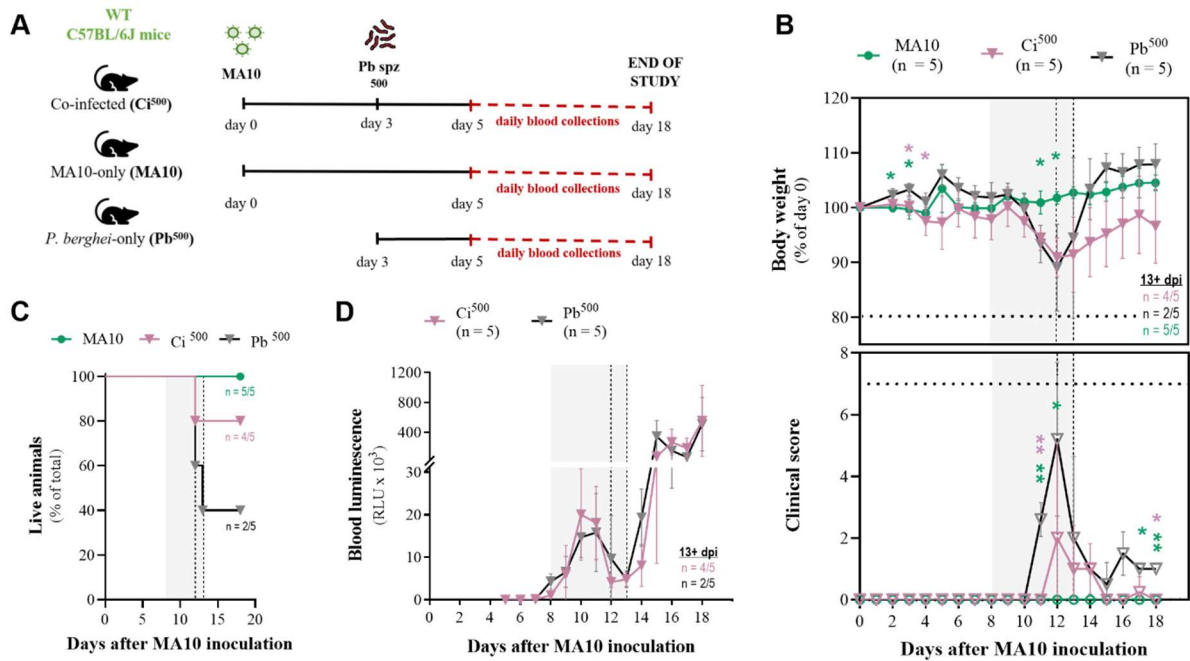 A
WT
C57BL/6J mice
MA10
Pb spz
500
END OF
STUDY
Co-infected (Ci500)
day 0
day 3
day 5
daily blood collections
day 18
MA10-only (MA10)
day 0
day 5
daily blood collections
day 18
P. berghei-only (Pb500)
day 3
day 5
daily blood collections
day 18
B
MA10
(n = 5)
Ci500
(n = 5)
Pb500
(n = 5)
Body weight
(% of day 0)
120
110
100
90
80
* * * * * *
13+ dpi
n = 4/5
n = 2/5
n = 5/5
Clinical score
8
6
4
2
0
** ** * * * **
0 2 4 6 8 10 12 14 16 18
Days after MA10 inoculation
C
MA10 Ci 500 Pb 500
Live animals
(% of total)
100
80
60
40
20
0
n = 5/5
n = 4/5
n = 2/5
0 5 10 15 20
Days after MA10 inoculation
D
Ci500
(n = 5)
Pb500
(n = 5)
Blood luminescence
(RLU x 103)
1200
800
400
30
20
10
0
13+ dpi
n = 4/5
n = 2/5
0 2 4 6 8 10 12 14 16 18
Days after MA10 inoculation